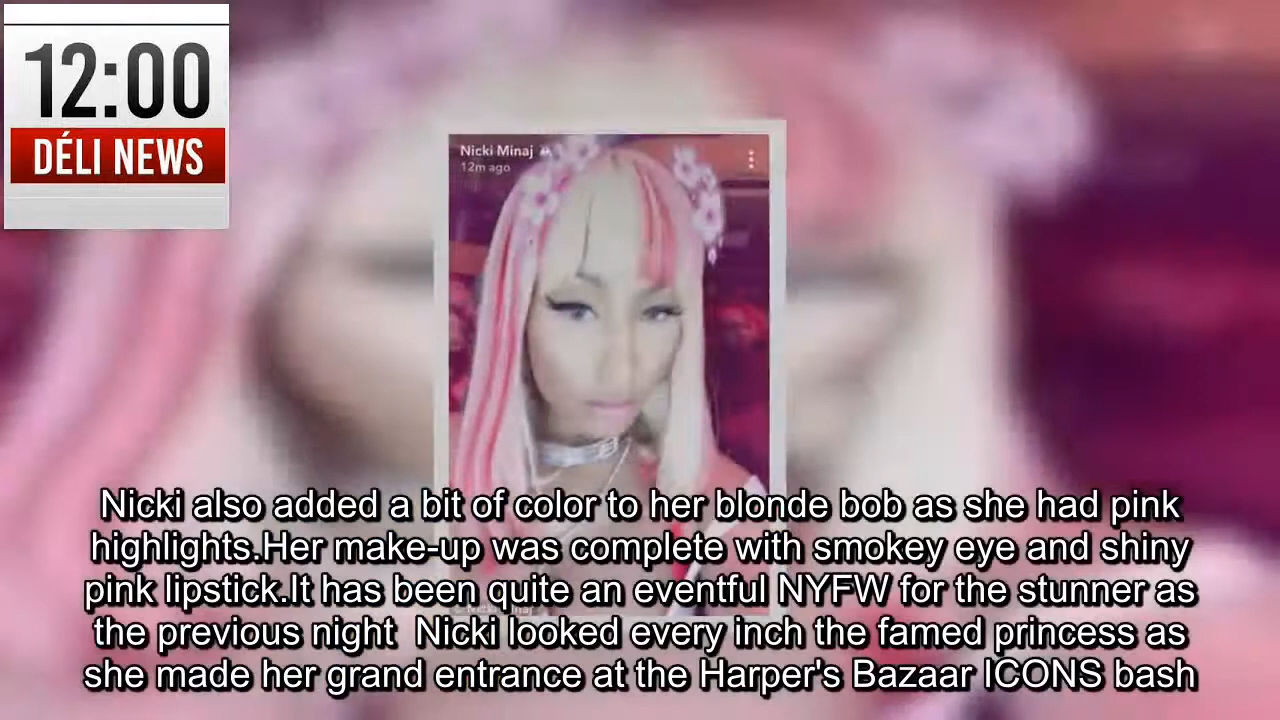 12:00
DÉLI NEWS
Nicki Minaj
12m ago
Nicki also added a bit of color to her blonde bob as she had pink
highlights.Her make-up was complete with smokey eye and shiny
pink lipstick.It has been quite an eventful NYFW for the stunner as
the previous night  Nicki looked every inch the famed princess as
she made her grand entrance at the Harper's Bazaar ICONS bash